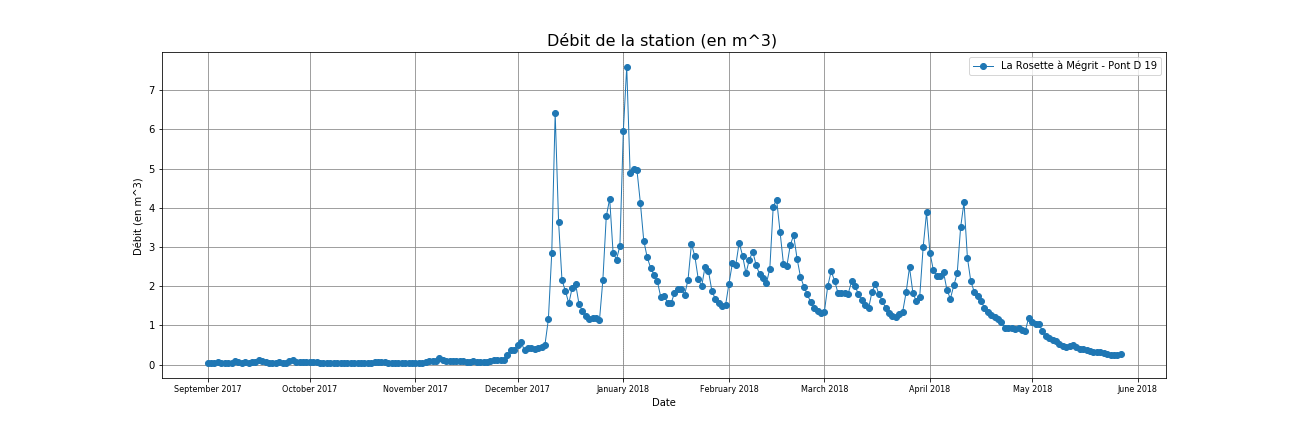 Débit de la station (en m^3)
La Rosette à Mégrit - Pont D 19
Débit (en m^3)
7
6
5
4
3
2
1
0
September 2017 October 2017 November 2017 December 2017 January 2018 February 2018 March 2018 April 2018 May 2018 June 2018
Date